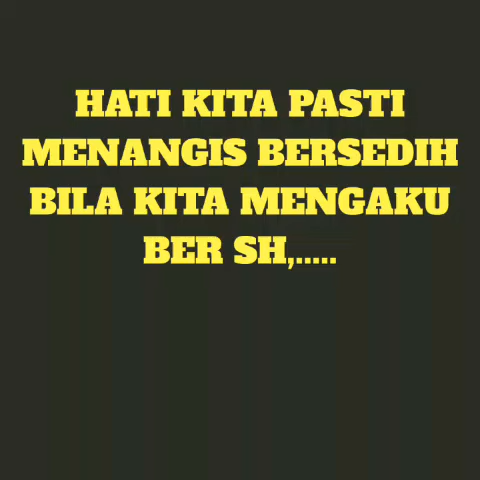 HATI KITA PASTI
MENANGIS BERSEDIH
BILA KITA MENGAKU
BER SH,.....